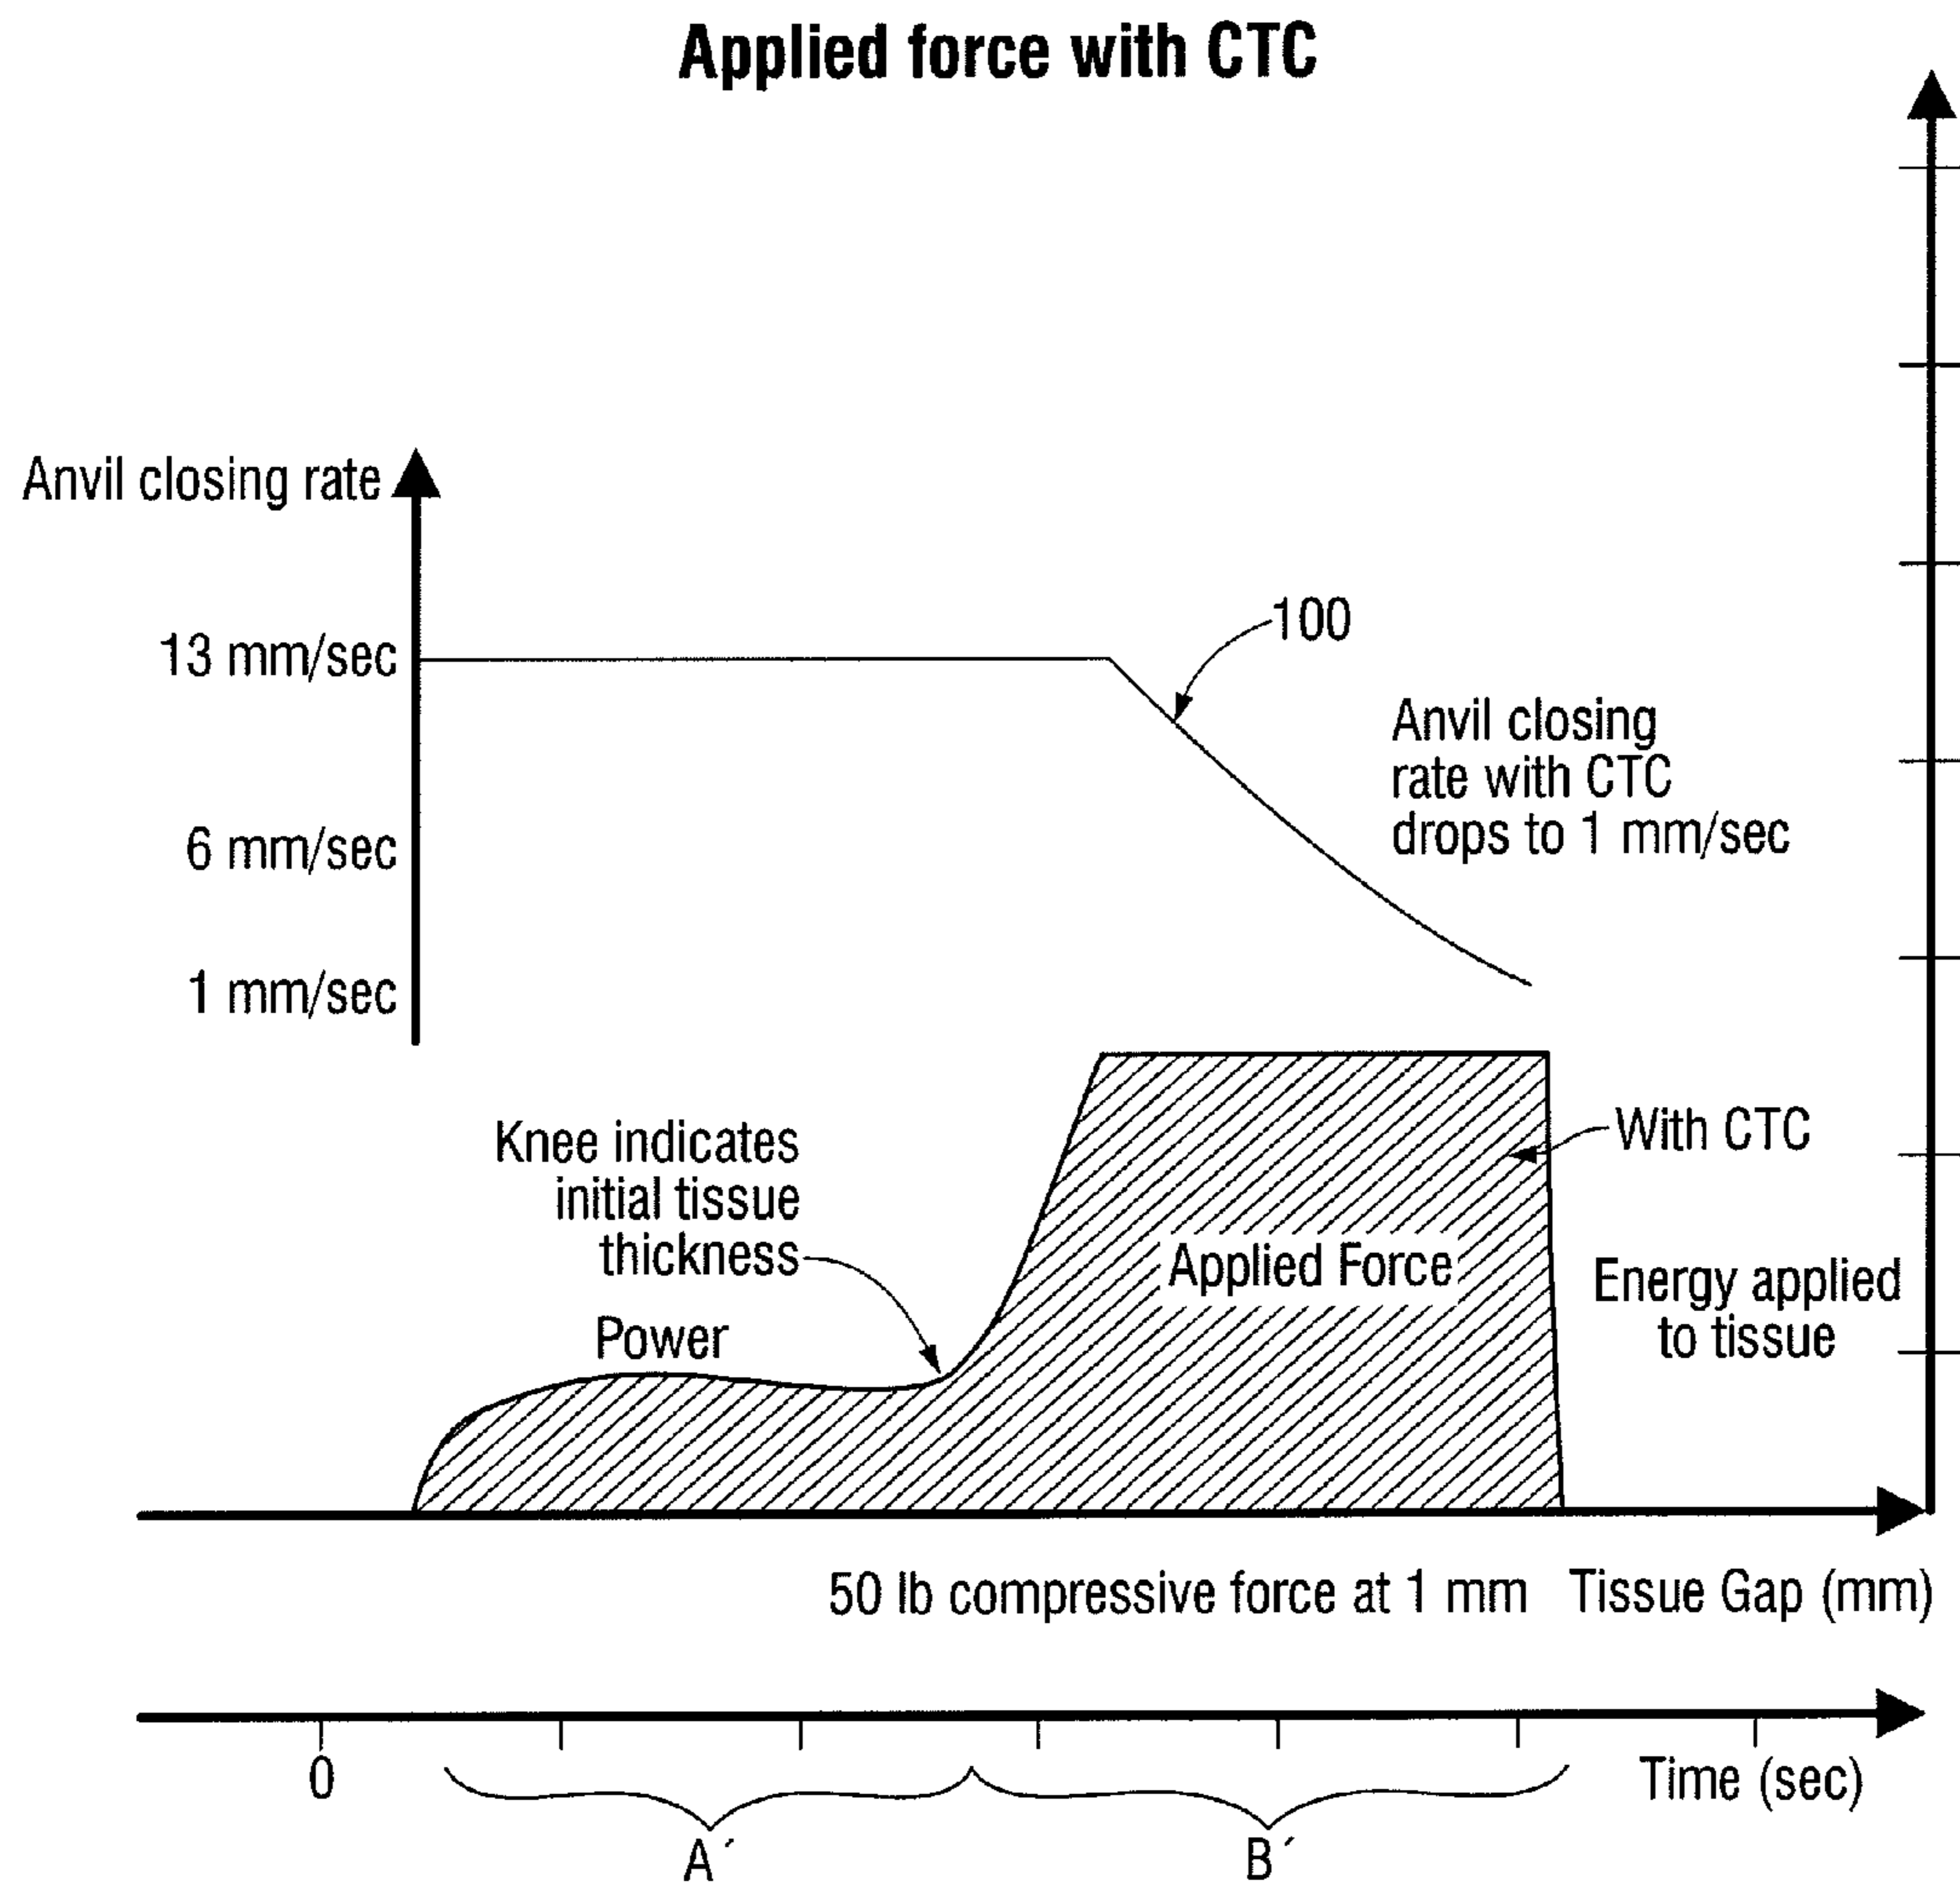 Applied force with CTC
Anvil closing rate
13 mm/sec
6 mm/sec
1 mm/sec
100
Anvil closing
rate with CTC
drops to 1 mm/sec
Knee indicates
initial tissue
thickness
With CTC
Applied Force
Energy applied
to tissue
Power
50 lb compressive force at 1 mm
Tissue Gap (mm)
0
Time (sec)
A´
B´